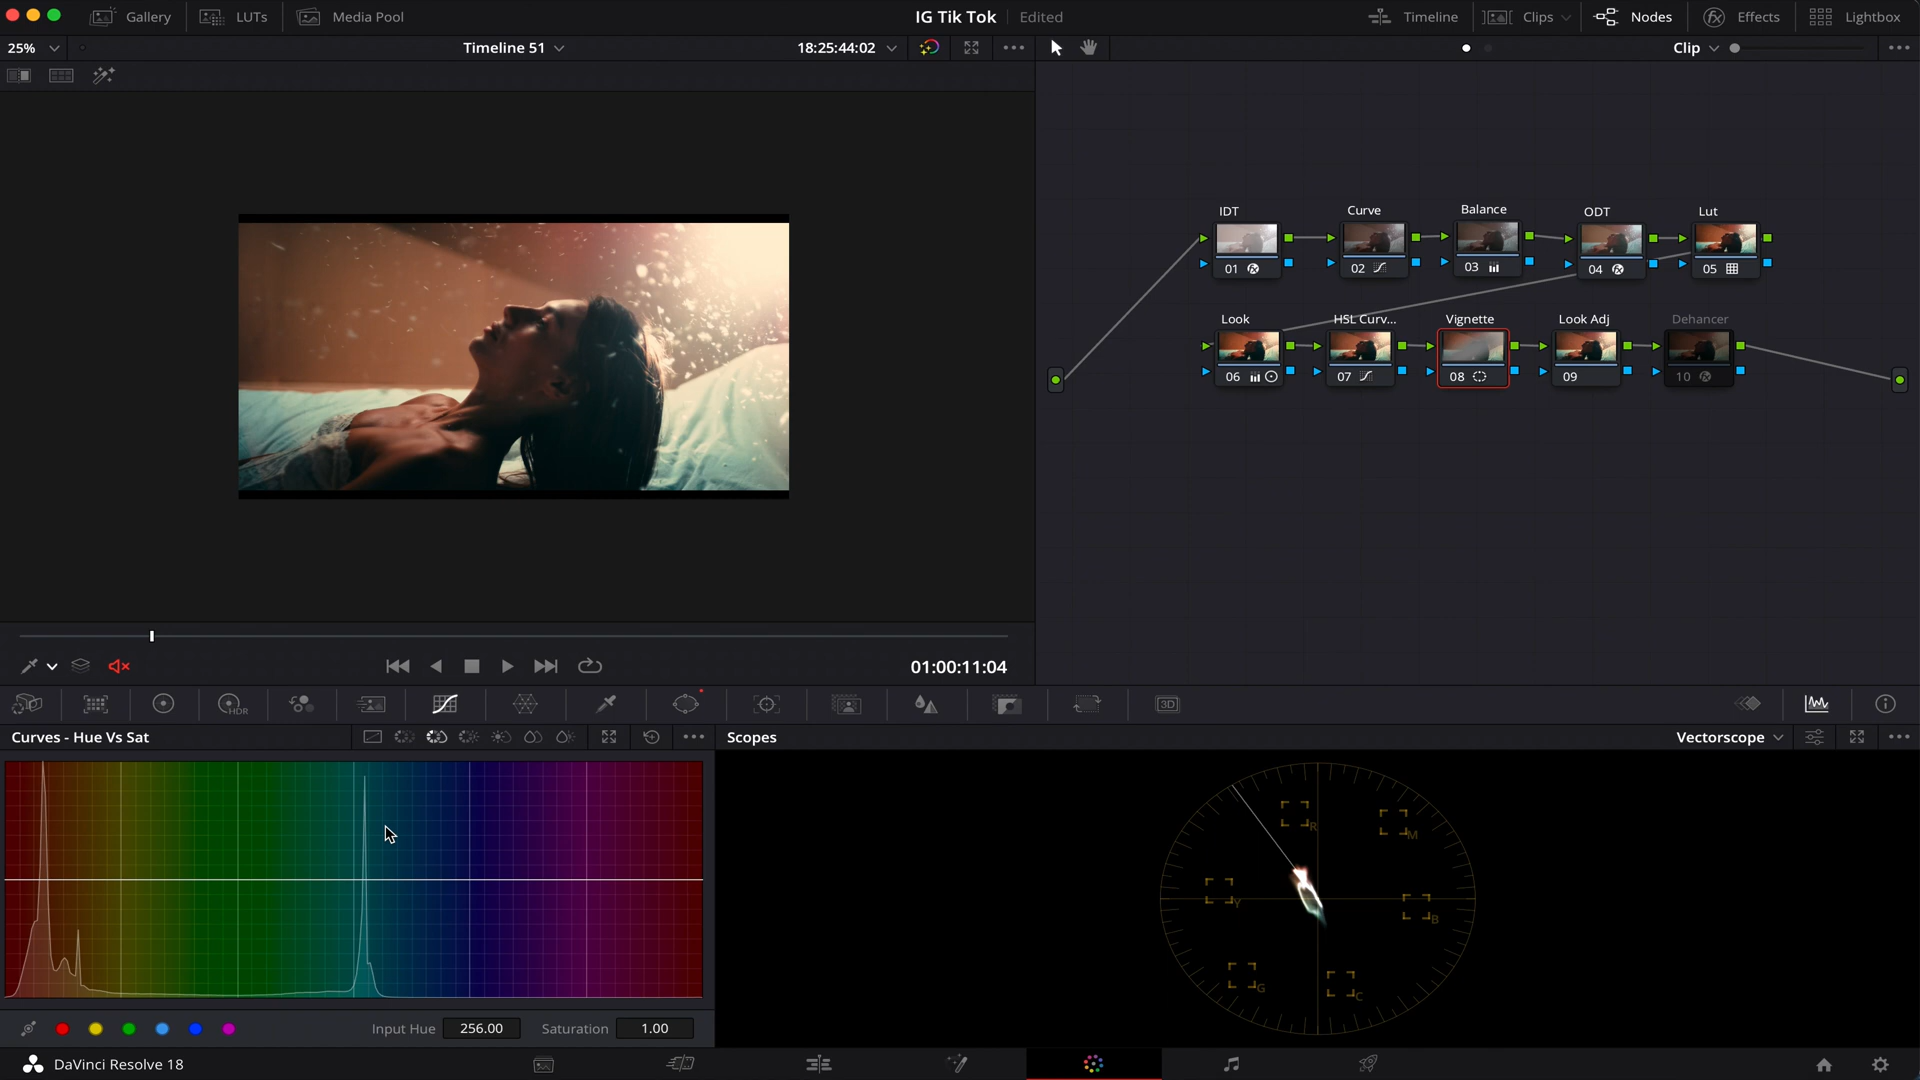 Gallery LUTs Media Pool IG Tik Tok Edited Timeline Clips Nodes Effects Lightbox
25% Timeline 51 18:25:44:02 Clip
IDT Curve Balance ODT Lut
01 02 03 04 05
Look HSL Curv... Vignette Look Adj Dehancer
06 07 08 09 10
01:00:11:04
HDR 3D
Curves - Hue Vs Sat Scopes Vectorscope
R
M
Y
B
G
C
Input Hue 256.00 Saturation 1.00
DaVinci Resolve 18